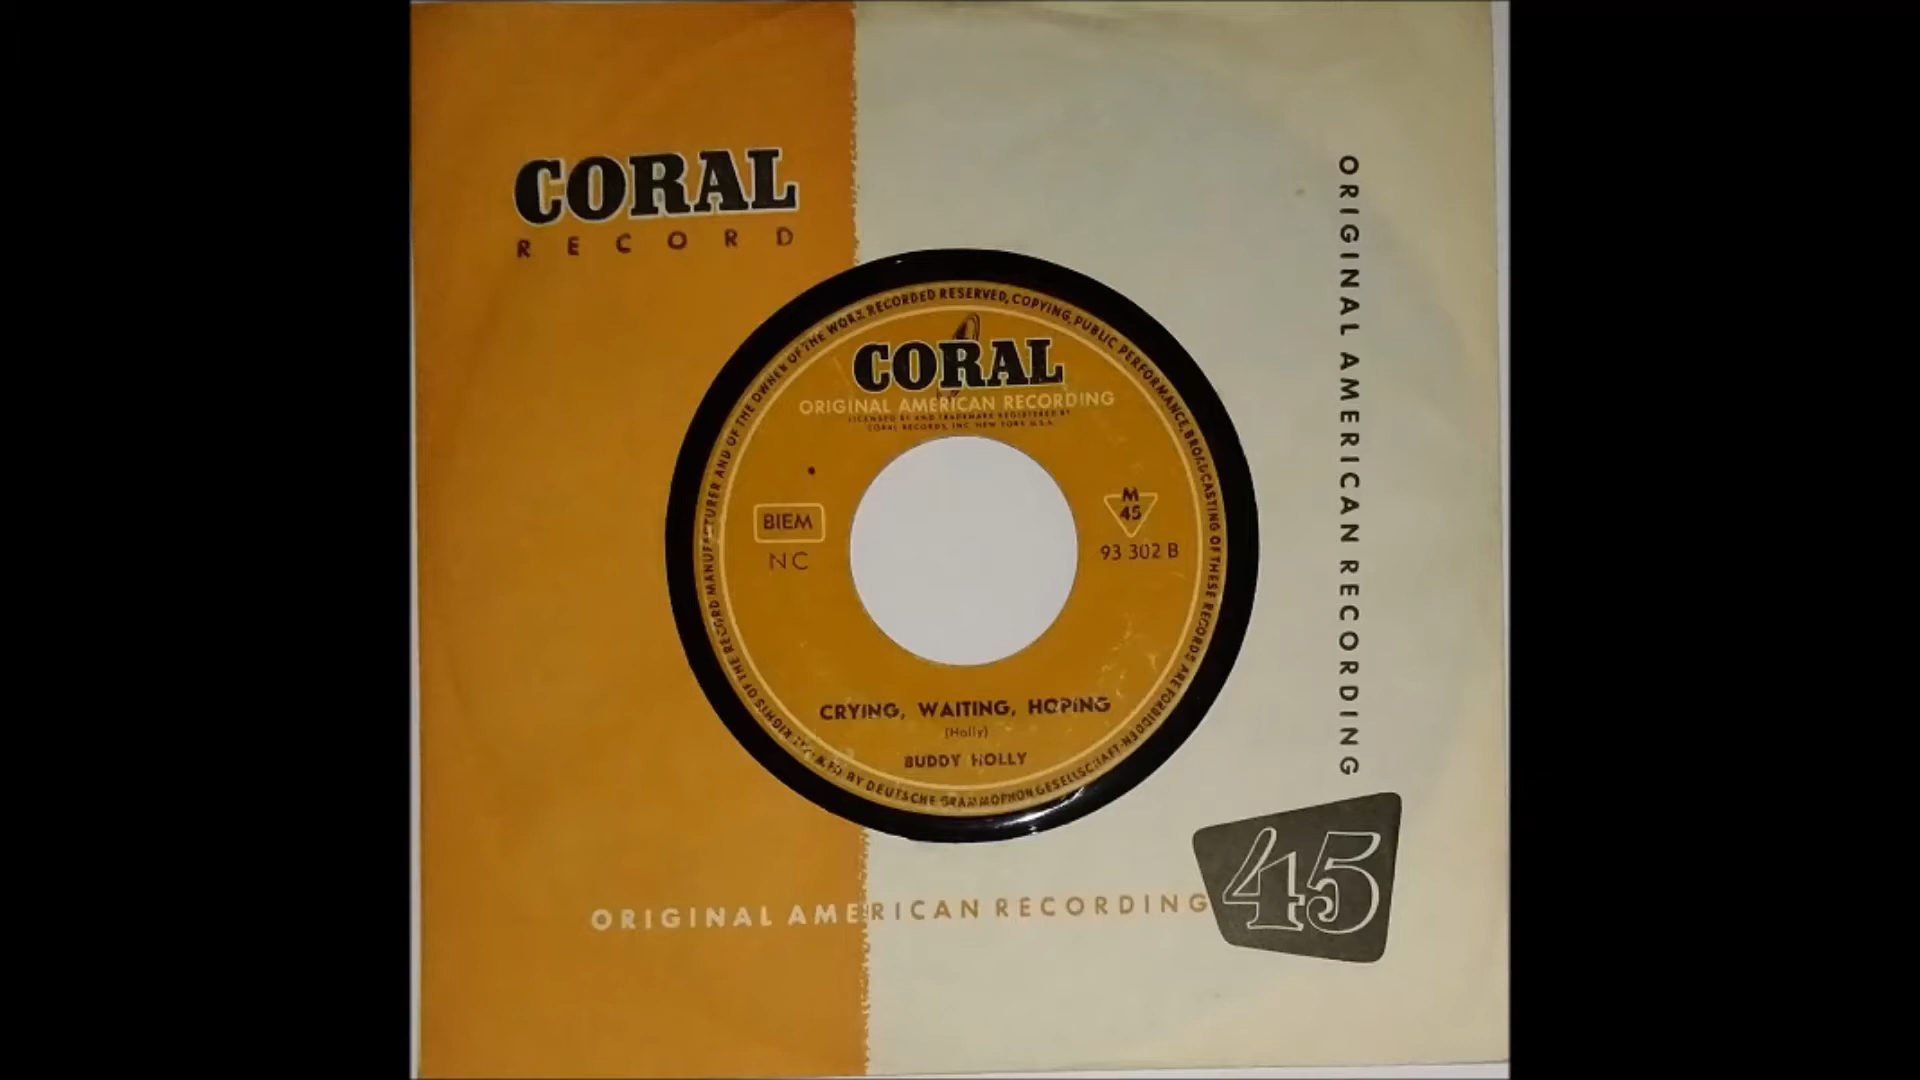 CORAL
RECORD
ORIGINAL AMERICAN RECORDING
ALL RIGHTS OF THE RECORD MANUFACTURER AND OF THE OWNER OF THE WORK RECORDED RESERVED, COPYING, PUBLIC PERFORMANCE, BROADCASTING OF THESE RECORDS ARE FORBIDDEN
BY DEUTSCHE GRAMMOPHON GESELLSCHAFT
CORAL
ORIGINAL AMERICAN RECORDING
LICENSED BY AND TRADEMARK REGISTERED BY
CORAL RECORDS, INC NEW YORK U.S.A.
BIEM
NC
M
45
93 302 B
CRYING, WAITING, HOPING
(Holly)
BUDDY HOLLY
ORIGINAL AMERICAN RECORDING
45